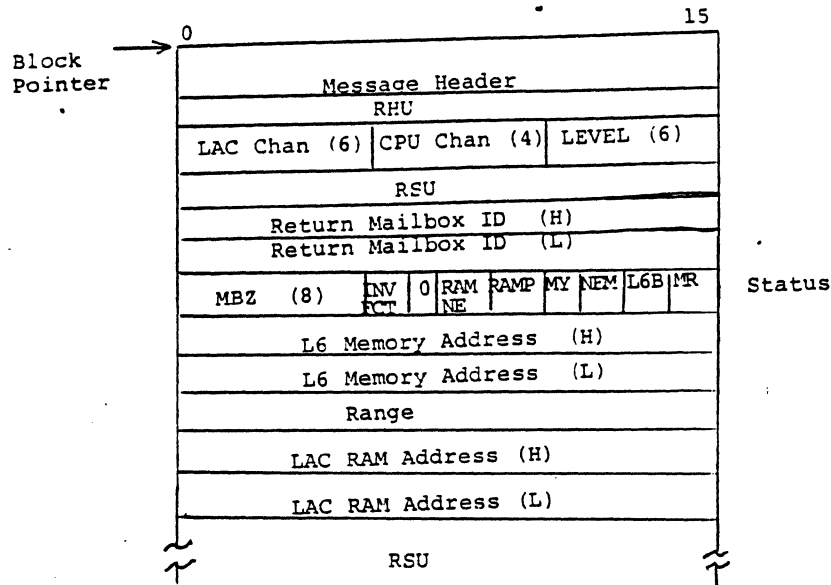 0 15
Block
Pointer
Message Header
RHU
LAC Chan (6) CPU Chan (4) LEVEL (6)
RSU
Return Mailbox ID (H)
Return Mailbox ID (L)
MBZ (8) INV FCT 0 RAM NE RAMP MY NEM L6B MR Status
L6 Memory Address (H)
L6 Memory Address (L)
Range
LAC RAM Address (H)
LAC RAM Address (L)
RSU